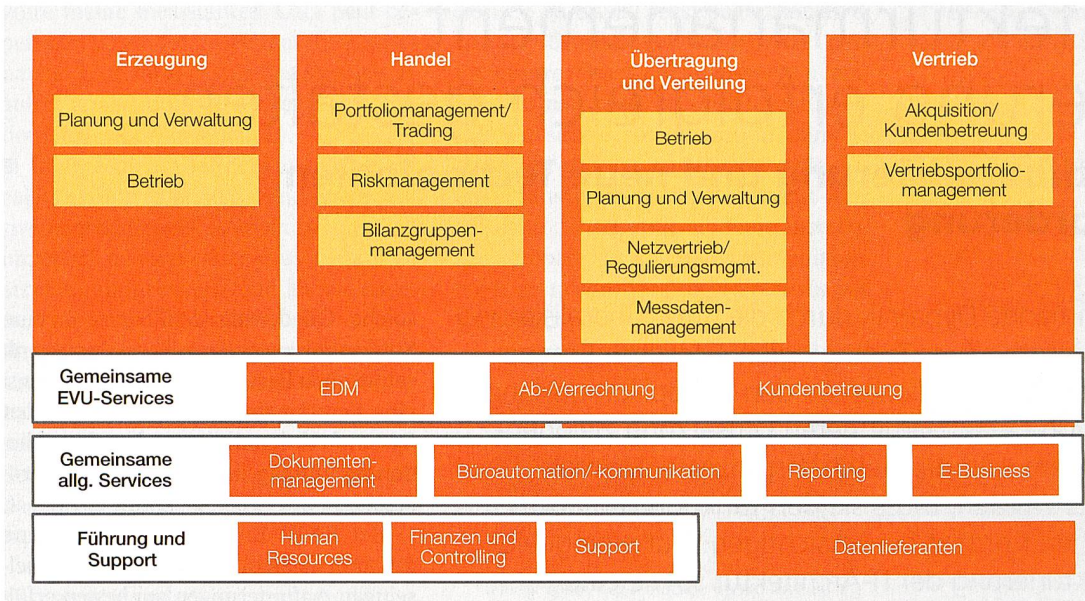 Erzeugung
Planung und Verwaltung
Betrieb
Handel
Portfoliomanagement/
Trading
Riskmanagement
Bilanzgruppen-
management
Übertragung
und Verteilung
Betrieb
Planung und Verwaltung
Netzvertrieb/
Regulierungsmgmt.
Messdaten-
management
Vertrieb
Akquisition/
Kundenbetreuung
Vertriebsportfolio-
management
Gemeinsame
EVU-Services
EDM
Ab-/Verrechnung
Kundenbetreuung
Gemeinsame
allg. Services
Dokumenten-
management
Büroautomation/-kommunikation
Reporting
E-Business
Führung und
Support
Human
Resources
Finanzen und
Controlling
Support
Datenlieferanten